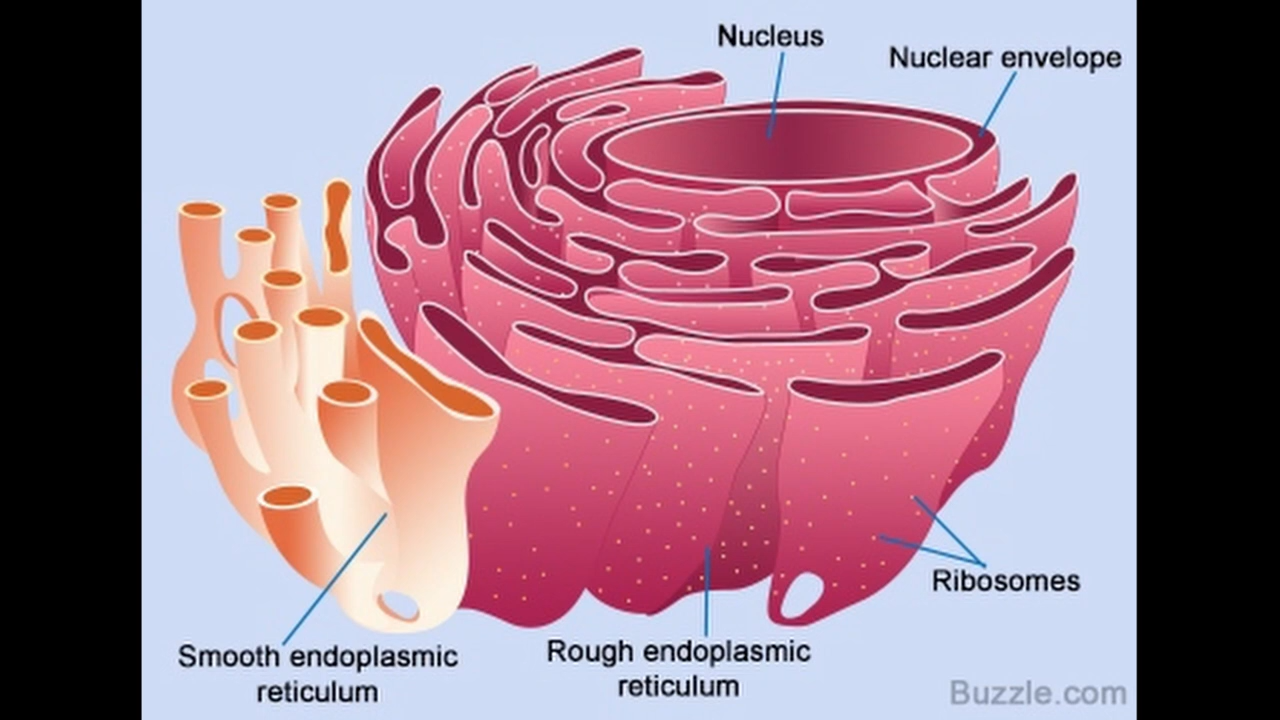 Nucleus
Nuclear envelope
Ribosomes
Rough endoplasmic
reticulum
Smooth endoplasmic
reticulum
Buzzle.com